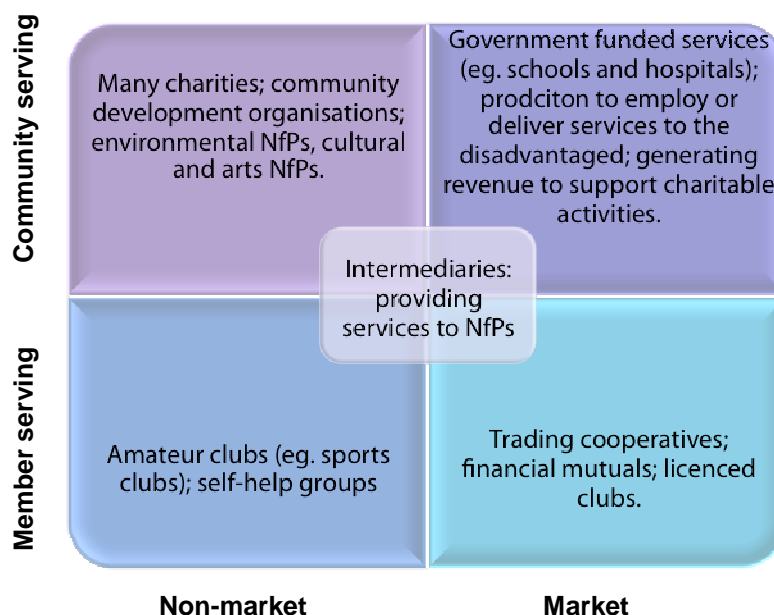 Community serving
Many charities; community
development organisations;
environmental NfPs, cultural
and arts NfPs.
Government funded services
(eg. schools and hospitals);
prodciton to employ or
deliver services to the
disadvantaged; generating
revenue to support charitable
activities.
Intermediaries:
providing
services to NfPs
Member serving
Amateur clubs (eg. sports
clubs); self-help groups
Trading cooperatives;
financial mutuals; licenced
clubs.
Non-market
Market